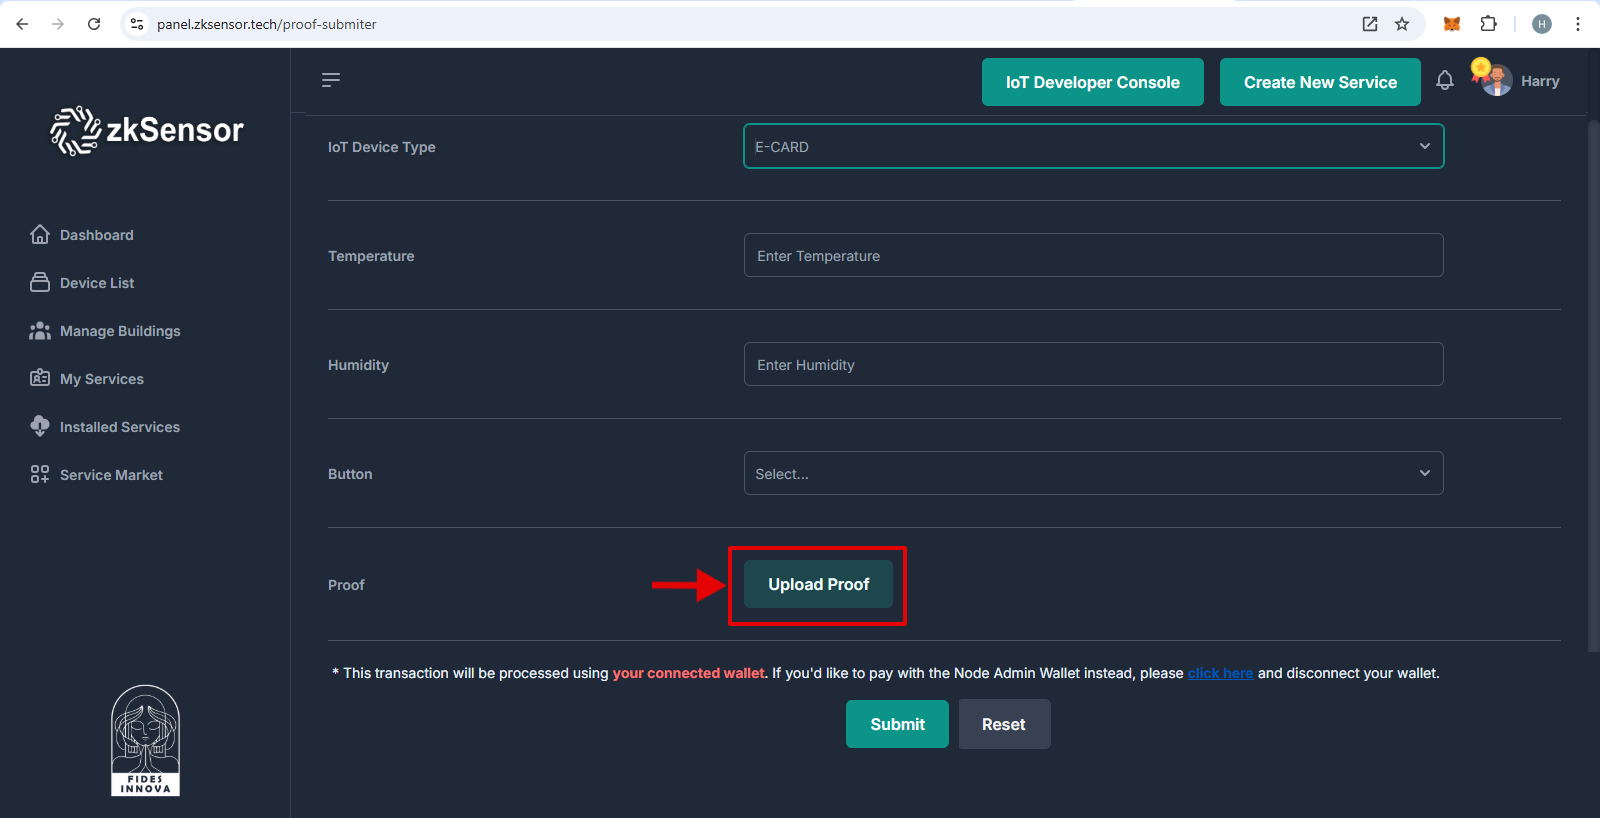 panel.zksensor.tech/proof-submiter
H
IoT Developer Console
Create New Service
Harry
zkSensor
IoT Device Type
E-CARD
Dashboard
Temperature
Enter Temperature
Device List
Manage Buildings
Humidity
Enter Humidity
My Services
Installed Services
Button
Select...
Service Market
Proof
Upload Proof
* This transaction will be processed using your connected wallet. If you'd like to pay with the Node Admin Wallet instead, please click here and disconnect your wallet.
Submit
Reset
FIDES
INNOVA